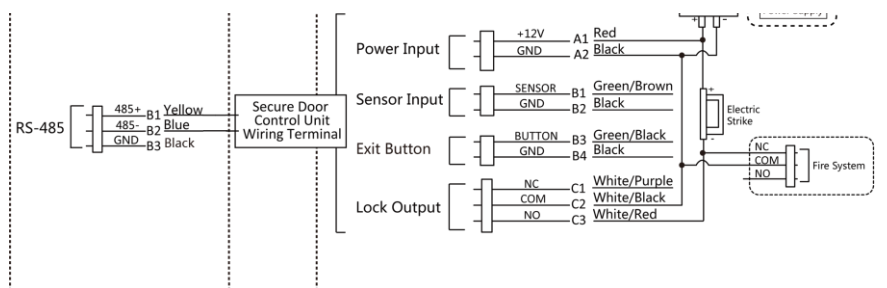 Power Supply
+ -
Power Input
+12V A1 Red
GND A2 Black
Sensor Input
SENSOR B1 Green/Brown
GND B2 Black
Exit Button
BUTTON B3 Green/Black
GND B4 Black
Lock Output
NC C1 White/Purple
COM C2 White/Black
NO C3 White/Red
RS-485
485+ B1 Yellow
485- B2 Blue
GND B3 Black
Secure Door
Control Unit
Wiring Terminal
+
Electric
Strike
-
NC
COM
NO
Fire System